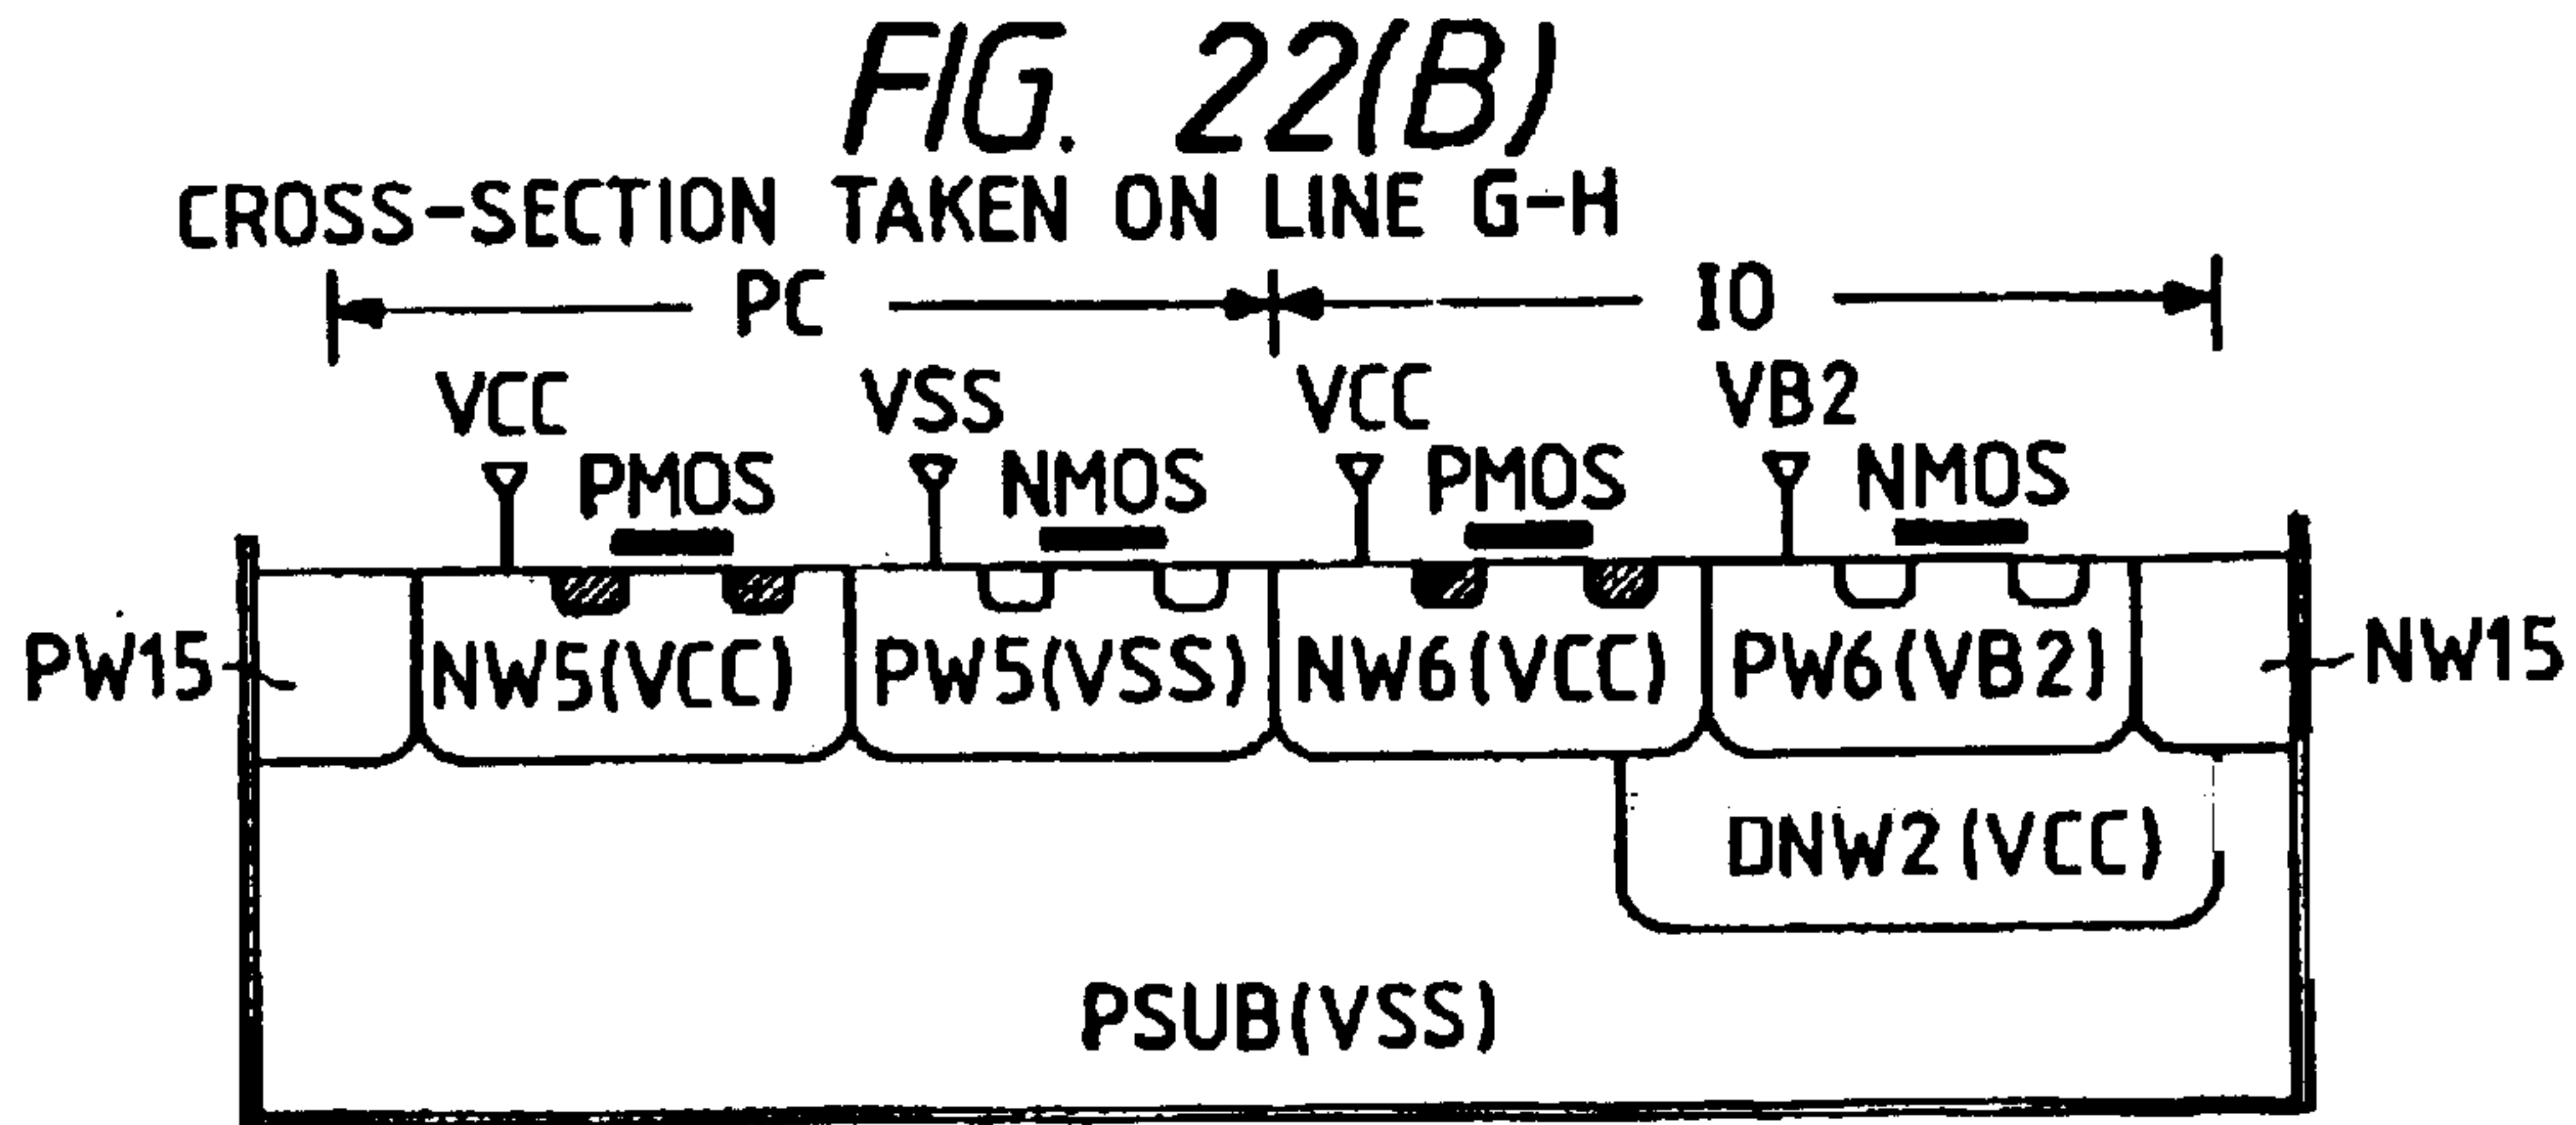 FIG. 22(B)
CROSS-SECTION TAKEN ON LINE G-H
PC IO
VCC VSS VCC VB2
PMOS NMOS PMOS NMOS
PW15 NW5(VCC) PW5(VSS) NW6(VCC) PW6(VB2) NW15
DNW2(VCC)
PSUB(VSS)